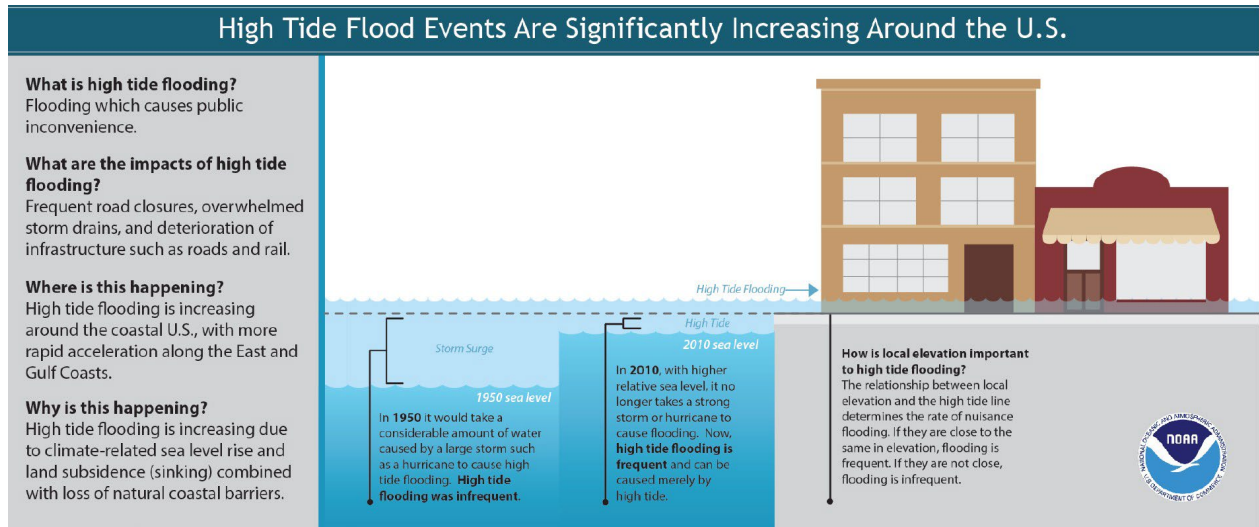 High Tide Flood Events Are Significantly Increasing Around the U.S.
What is high tide flooding?
Flooding which causes public
inconvenience.
What are the impacts of high tide
flooding?
Frequent road closures, overwhelmed
storm drains, and deterioration of
infrastructure such as roads and rail.
Where is this happening?
High tide flooding is increasing
around the coastal U.S., with more
rapid acceleration along the East and
Gulf Coasts.
Why is this happening?
High tide flooding is increasing due
to climate-related sea level rise and
land subsidence (sinking) combined
with loss of natural coastal barriers.
High Tide Flooding
Storm Surge
1950 sea level
In 1950 it would take a
considerable amount of water
caused by a large storm such
as a hurricane to cause high
tide flooding. High tide
flooding was infrequent.
High Tide
2010 sea level
In 2010, with higher
relative sea level, it no
longer takes a strong
storm or hurricane to
cause flooding. Now,
high tide flooding is
frequent and can be
caused merely by
high tide.
How is local elevation important
to high tide flooding?
The relationship between local
elevation and the high tide line
determines the rate of nuisance
flooding. If they are close to the
same in elevation, flooding is
frequent. If they are not close,
flooding is infrequent.
NATIONAL OCEANIC AND ATMOSPHERIC ADMINISTRATION
NOAA
U.S. DEPARTMENT OF COMMERCE